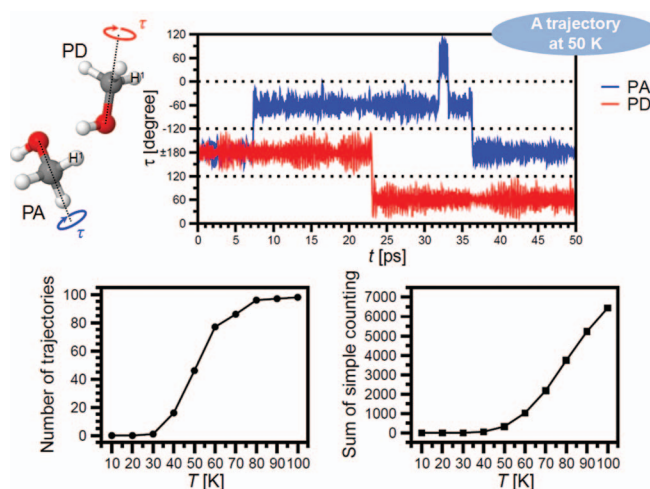 A trajectory
at 50 K
PD
τ
H¹
H¹
PA
τ
τ [degree]
120
60
0
-60
-120
±180
120
60
0
0 5 10 15 20 25 30 35 40 45 50
t [ps]
PA
PD
Number of trajectories
100
80
60
40
20
0
10 20 30 40 50 60 70 80 90 100
T [K]
Sum of simple counting
7000
6000
5000
4000
3000
2000
1000
0
10 20 30 40 50 60 70 80 90 100
T [K]